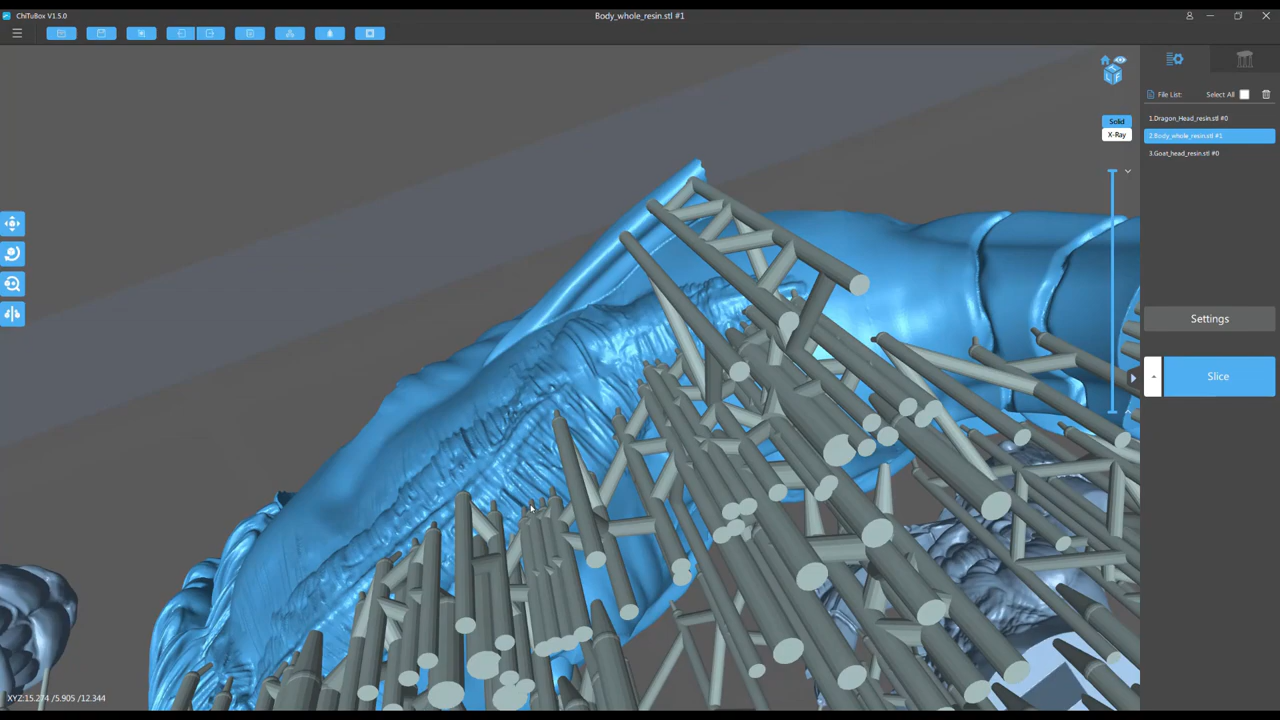 ChiTuBox V1.5.0
Body_whole_resin.stl #1
File List:
Select All
1.Dragon_Head_resin.stl #0
2.Body_whole_resin.stl #1
3.Goat_head_resin.stl #0
Solid
X-Ray
Settings
Slice
XYZ:15.274 /5.905 /12.344